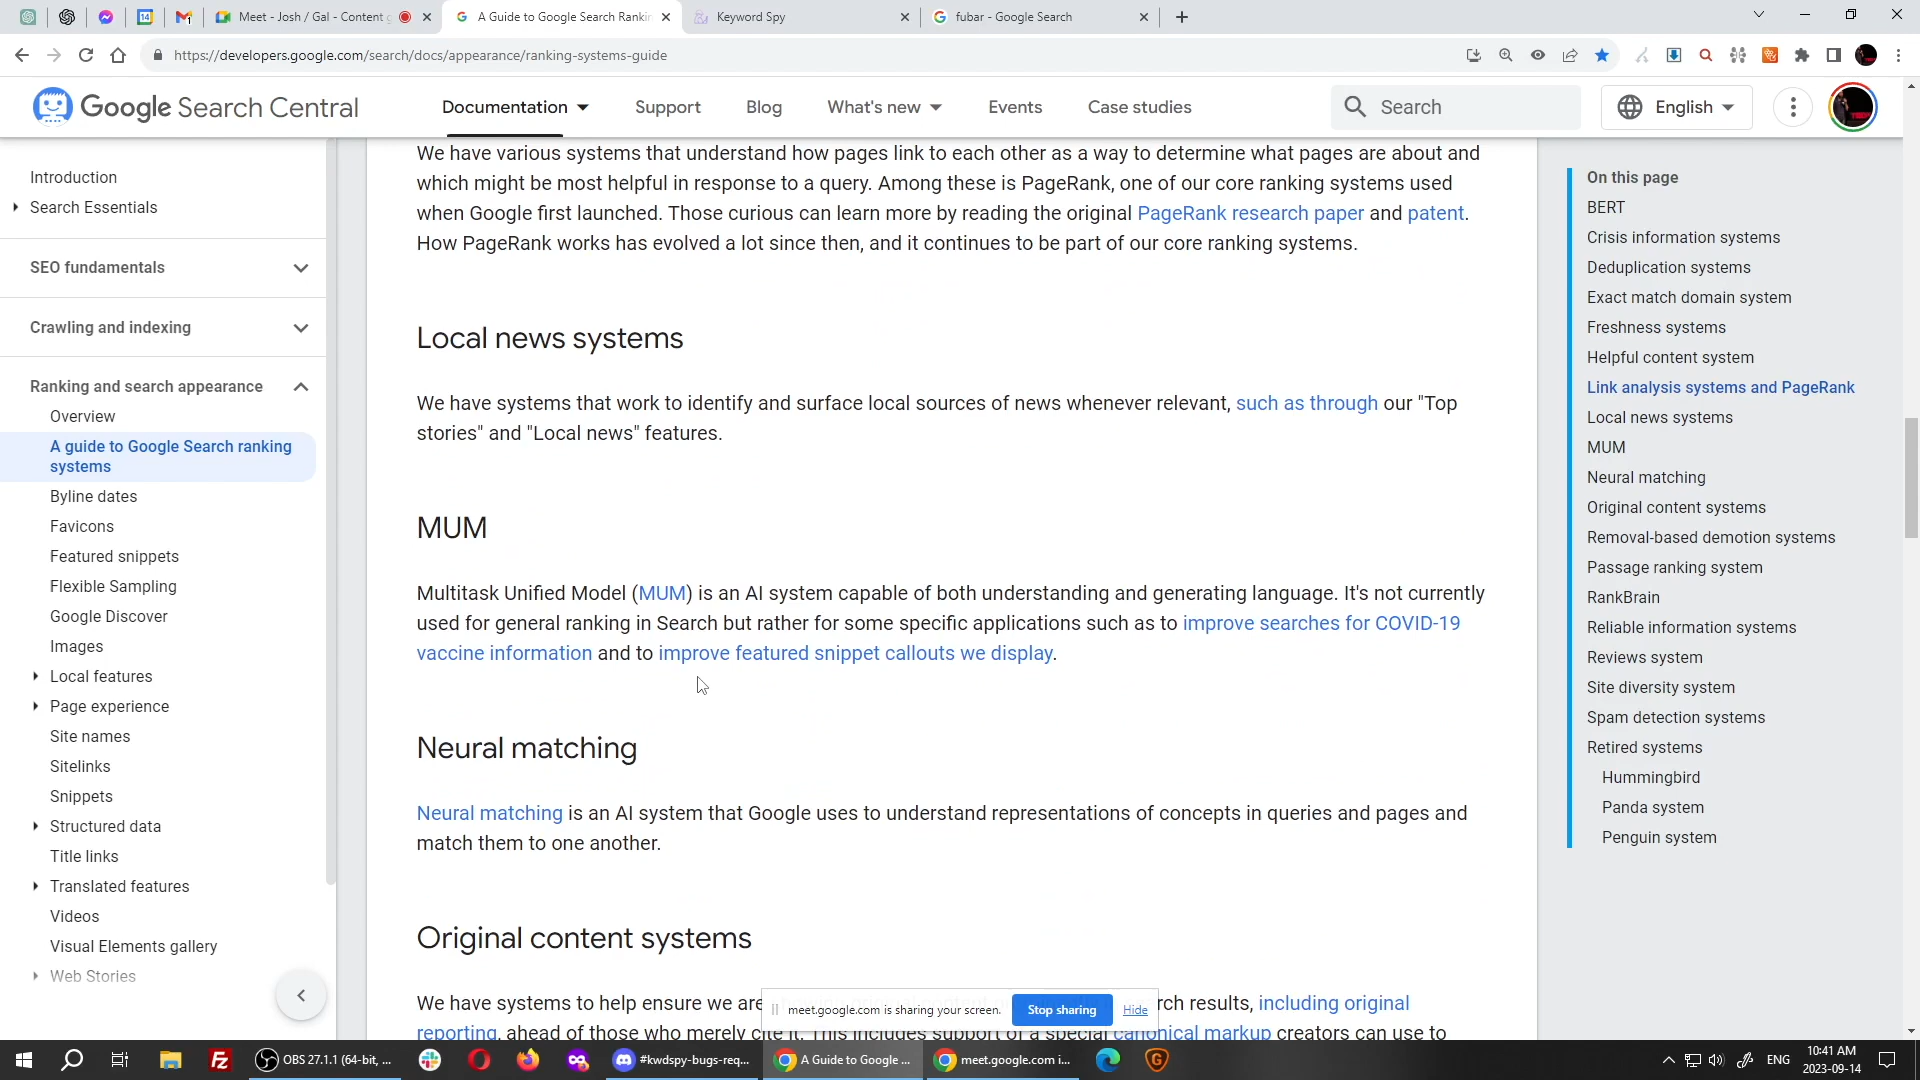 Meet - Josh / Gal - Content
A Guide to Google Search Rankin
Keyword Spy
fubar - Google Search
https://developers.google.com/search/docs/appearance/ranking-systems-guide
Google Search Central
Documentation
Support
Blog
What's new
Events
Case studies
Search
English
Introduction
Search Essentials
SEO fundamentals
Crawling and indexing
Ranking and search appearance
Overview
A guide to Google Search ranking
systems
Byline dates
Favicons
Featured snippets
Flexible Sampling
Google Discover
Images
Local features
Page experience
Site names
Sitelinks
Snippets
Structured data
Title links
Translated features
Videos
Visual Elements gallery
Web Stories
We have various systems that understand how pages link to each other as a way to determine what pages are about and
which might be most helpful in response to a query. Among these is PageRank, one of our core ranking systems used
when Google first launched. Those curious can learn more by reading the original PageRank research paper and patent.
How PageRank works has evolved a lot since then, and it continues to be part of our core ranking systems.
Local news systems
We have systems that work to identify and surface local sources of news whenever relevant, such as through our "Top
stories" and "Local news" features.
MUM
Multitask Unified Model (MUM) is an AI system capable of both understanding and generating language. It's not currently
used for general ranking in Search but rather for some specific applications such as to improve searches for COVID-19
vaccine information and to improve featured snippet callouts we display.
Neural matching
Neural matching is an AI system that Google uses to understand representations of concepts in queries and pages and
match them to one another.
Original content systems
We have systems to help ensure we are rch results, including original
reporting, ahead of those who merely cite it. This includes support of a special canonical markup creators can use to
On this page
BERT
Crisis information systems
Deduplication systems
Exact match domain system
Freshness systems
Helpful content system
Link analysis systems and PageRank
Local news systems
MUM
Neural matching
Original content systems
Removal-based demotion systems
Passage ranking system
RankBrain
Reliable information systems
Reviews system
Site diversity system
Spam detection systems
Retired systems
Hummingbird
Panda system
Penguin system
meet.google.com is sharing your screen.
Stop sharing
Hide
OBS 27.1.1 (64-bit, ...
#kwdspy-bugs-req...
A Guide to Google ...
meet.google.com i...
ENG
10:41 AM
2023-09-14